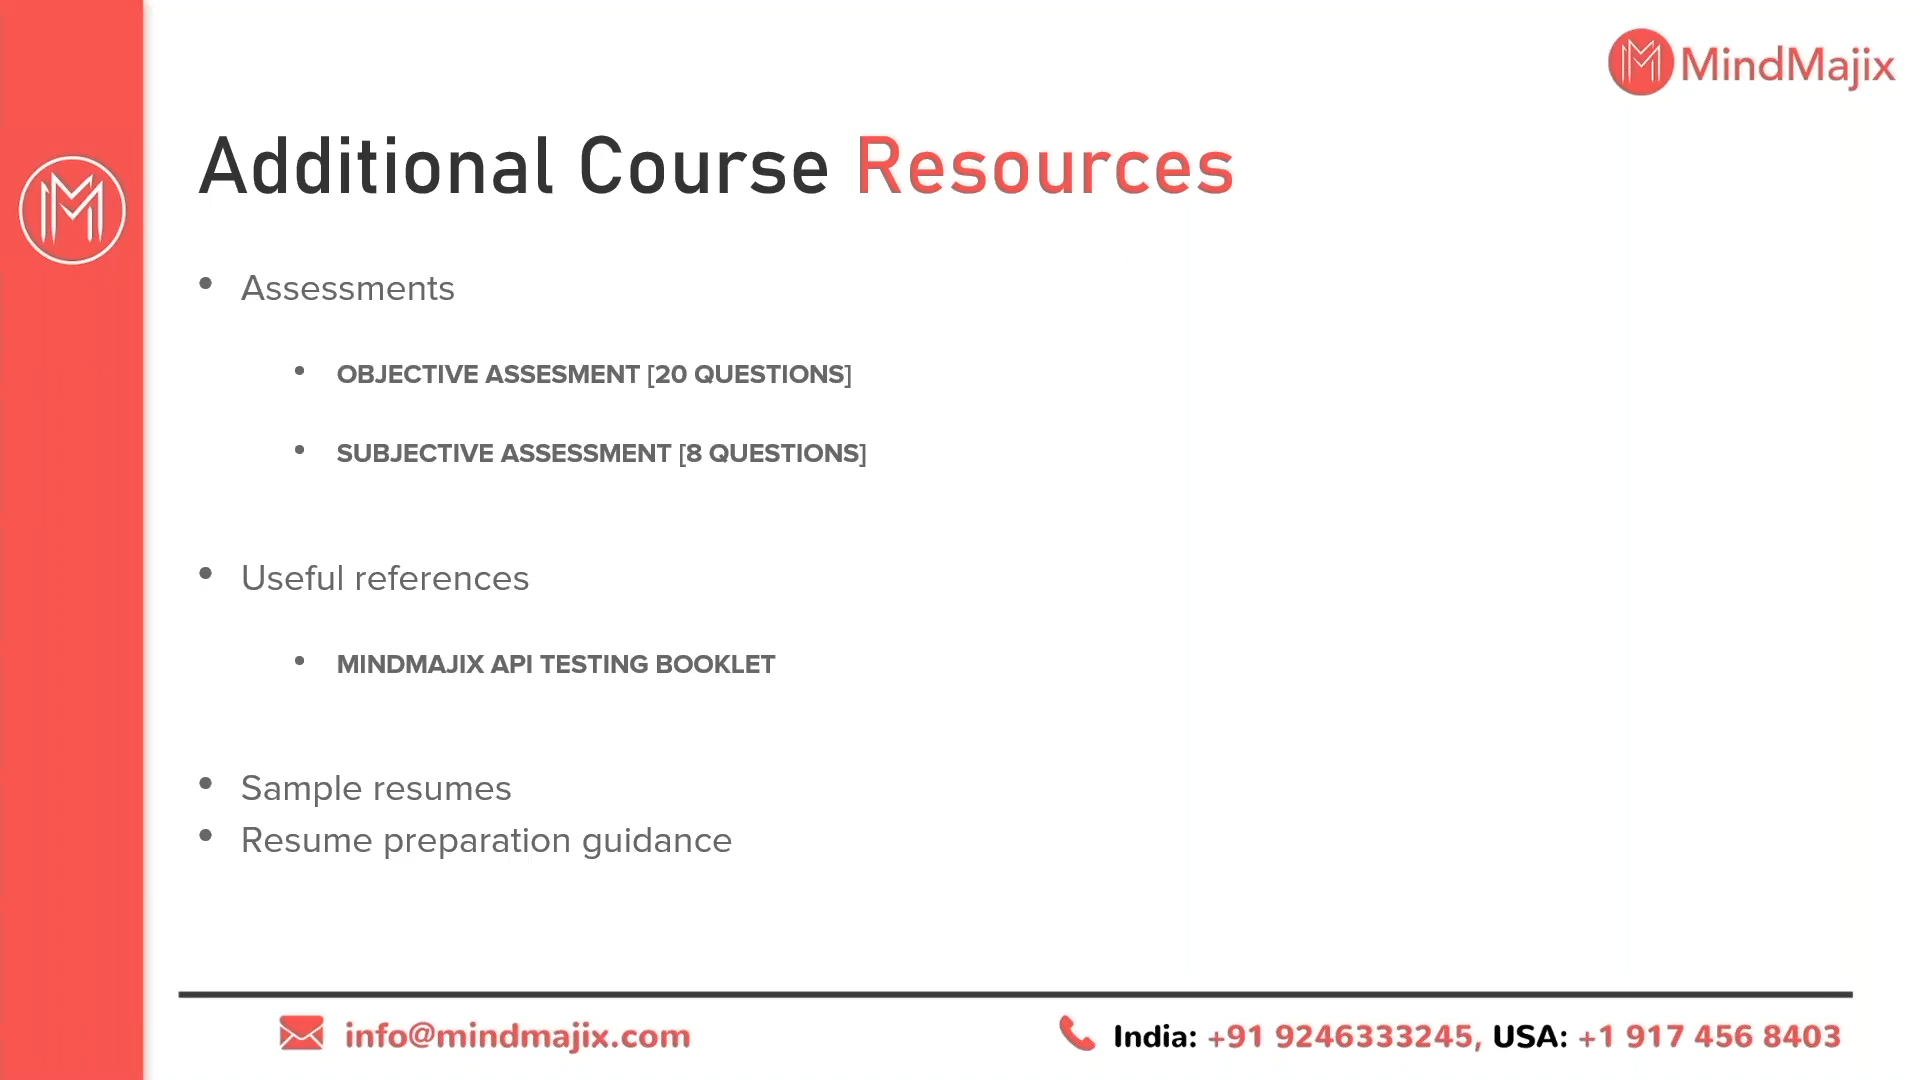 MindMajix
Additional Course Resources
• Assessments
• OBJECTIVE ASSESMENT [20 QUESTIONS]
• SUBJECTIVE ASSESSMENT [8 QUESTIONS]
• Useful references
• MINDMAJIX API TESTING BOOKLET
• Sample resumes
• Resume preparation guidance
info@mindmajix.com
India: +91 9246333245, USA: +1 917 456 8403